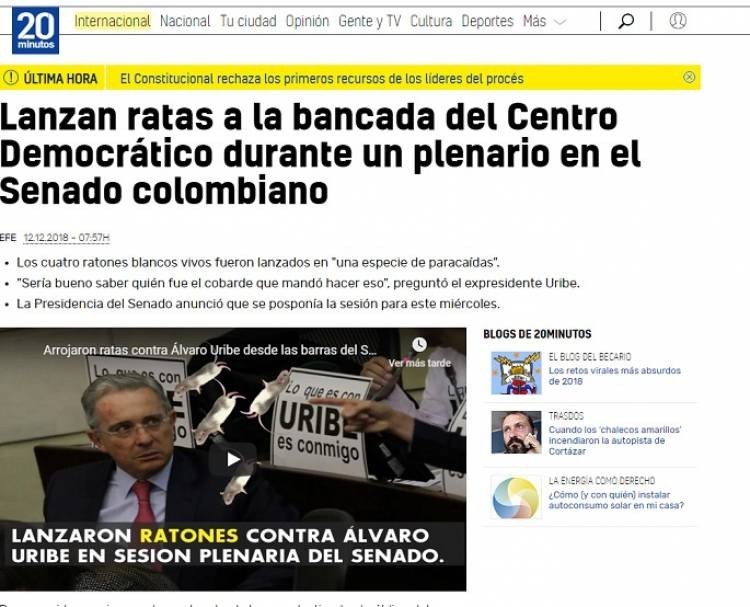 20
minutos
Internacional Nacional Tu ciudad Opinión Gente y TV Cultura Deportes Más
ÚLTIMA HORA El Constitucional rechaza los primeros recursos de los líderes del procés
Lanzan ratas a la bancada del Centro
Democrático durante un plenario en el
Senado colombiano
EFE 12.12.2018 - 07:57H
• Los cuatro ratones blancos vivos fueron lanzados en "una especie de paracaídas".
• "Sería bueno saber quién fue el cobarde que mandó hacer eso", preguntó el expresidente Uribe.
• La Presidencia del Senado anunció que se posponía la sesión para este miércoles.
Arrojaron ratas contra Álvaro Uribe desde las barras del S...
Ver más tarde
Lo que es con
URIBE
es conmigo
LANZARON RATONES CONTRA ÁLVARO
URIBE EN SESION PLENARIA DEL SENADO.
BLOGS DE 20MINUTOS
EL BLOG DEL BECARIO
Los retos virales más absurdos
de 2018
TRASDOS
Cuando los 'chalecos amarillos'
incendiaron la autopista de
Cortázar
LA ENERGÍA COMO DERECHO
¿Cómo (y con quién) instalar
autoconsumo solar en mi casa?